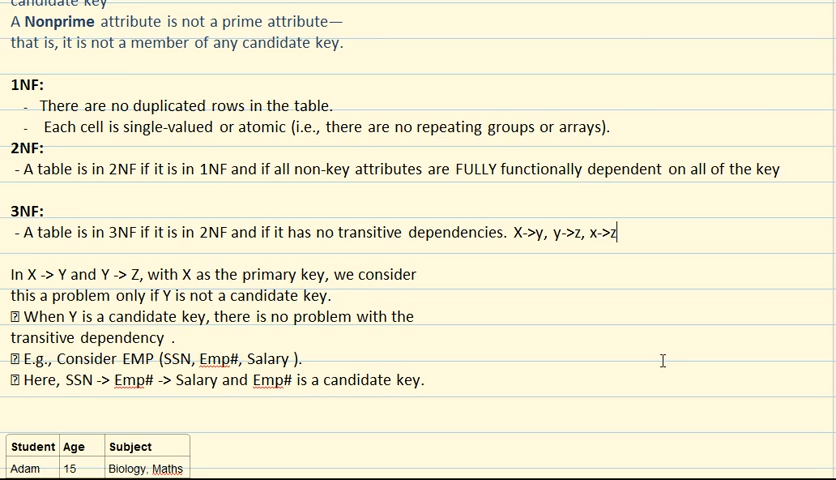 candidate key
A Nonprime attribute is not a prime attribute—
that is, it is not a member of any candidate key.
1NF:
- There are no duplicated rows in the table.
- Each cell is single-valued or atomic (i.e., there are no repeating groups or arrays).
2NF:
- A table is in 2NF if it is in 1NF and if all non-key attributes are FULLY functionally dependent on all of the key
3NF:
- A table is in 3NF if it is in 2NF and if it has no transitive dependencies. X->y, y->z, x->z
In X -> Y and Y -> Z, with X as the primary key, we consider
this a problem only if Y is not a candidate key.
⍰ When Y is a candidate key, there is no problem with the
transitive dependency .
⍰ E.g., Consider EMP (SSN, Emp#, Salary ).
⍰ Here, SSN -> Emp# -> Salary and Emp# is a candidate key.
Student Age Subject
Adam 15 Biology, Maths